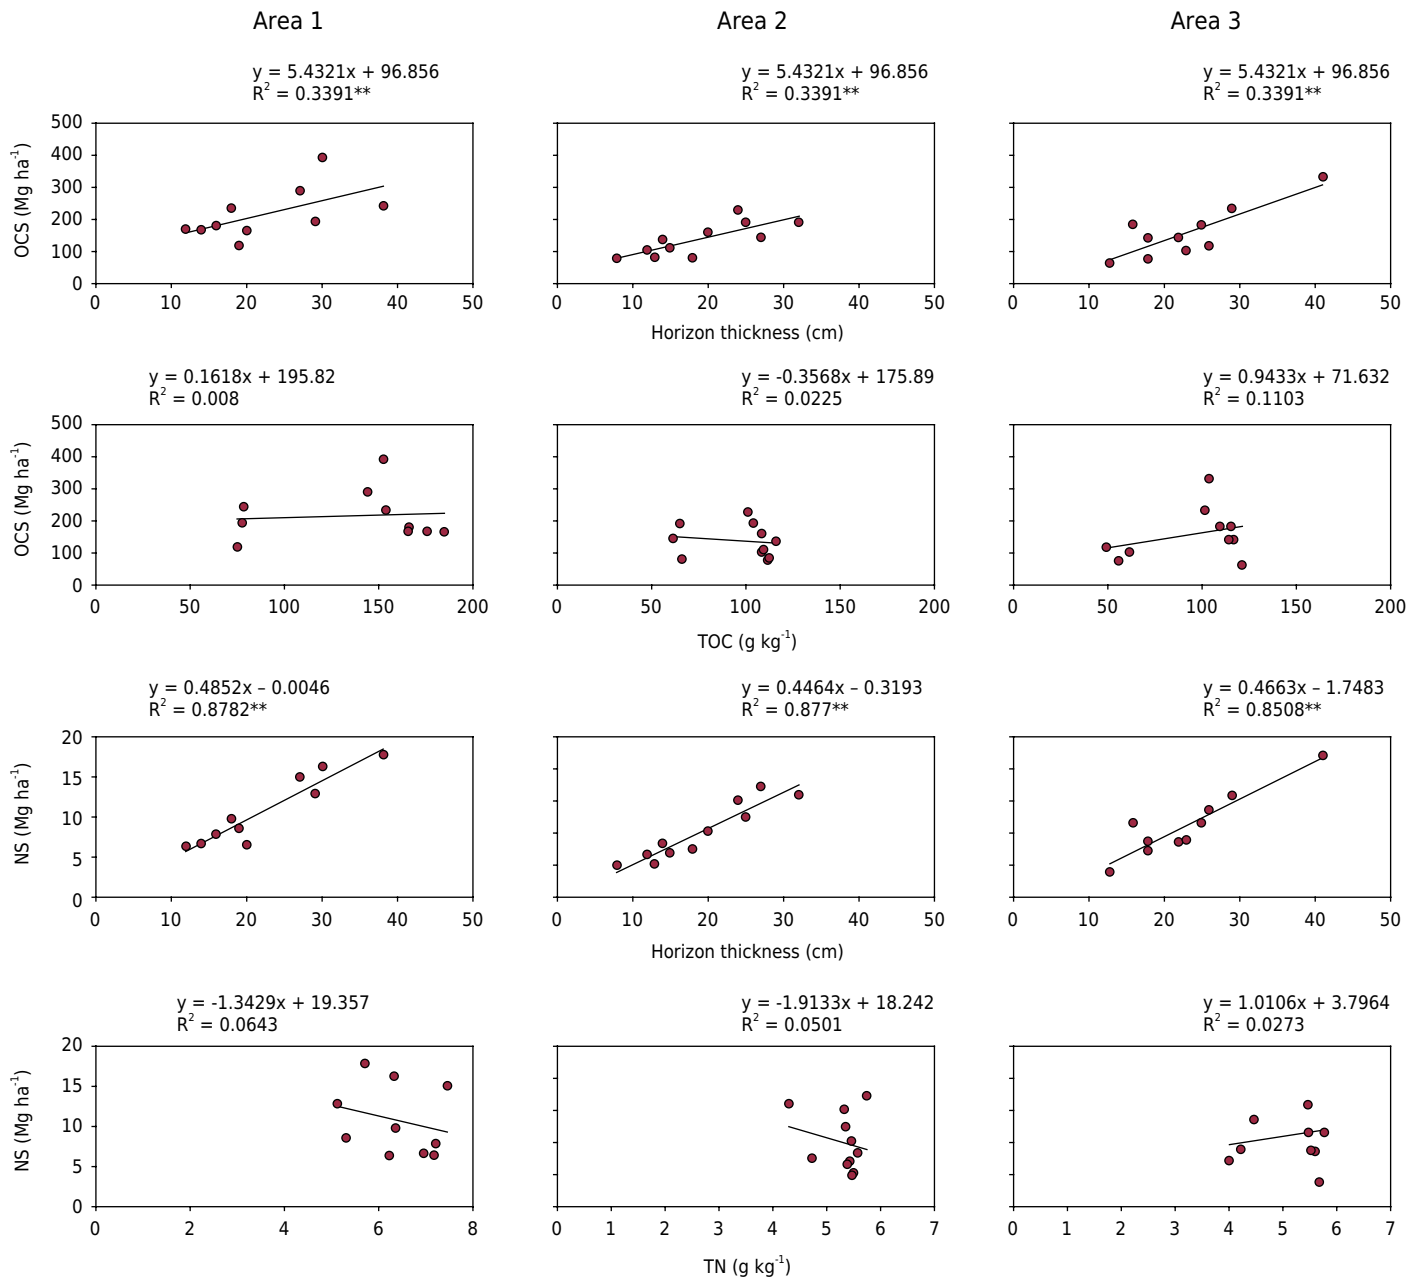 Area 1 Area 2 Area 3
y = 5.4321x + 96.856 y = 5.4321x + 96.856 y = 5.4321x + 96.856
R² = 0.3391** R² = 0.3391** R² = 0.3391**
OCS (Mg ha⁻¹)
500
400
300
200
100
0
0 10 20 30 40 50 0 10 20 30 40 50 0 10 20 30 40 50
Horizon thickness (cm)
y = 0.1618x + 195.82 y = -0.3568x + 175.89 y = 0.9433x + 71.632
R² = 0.008 R² = 0.0225 R² = 0.1103
OCS (Mg ha⁻¹)
500
400
300
200
100
0
0 50 100 150 200 0 50 100 150 200 0 50 100 150 200
TOC (g kg⁻¹)
y = 0.4852x – 0.0046 y = 0.4464x – 0.3193 y = 0.4663x – 1.7483
R² = 0.8782** R² = 0.877** R² = 0.8508**
NS (Mg ha⁻¹)
20
15
10
5
0
0 10 20 30 40 50 0 10 20 30 40 50 0 10 20 30 40 50
Horizon thickness (cm)
y = -1.3429x + 19.357 y = -1.9133x + 18.242 y = 1.0106x + 3.7964
R² = 0.0643 R² = 0.0501 R² = 0.0273
NS (Mg ha⁻¹)
20
15
10
5
0
0 2 4 6 8 0 1 2 3 4 5 6 7 0 1 2 3 4 5 6 7
TN (g kg⁻¹)